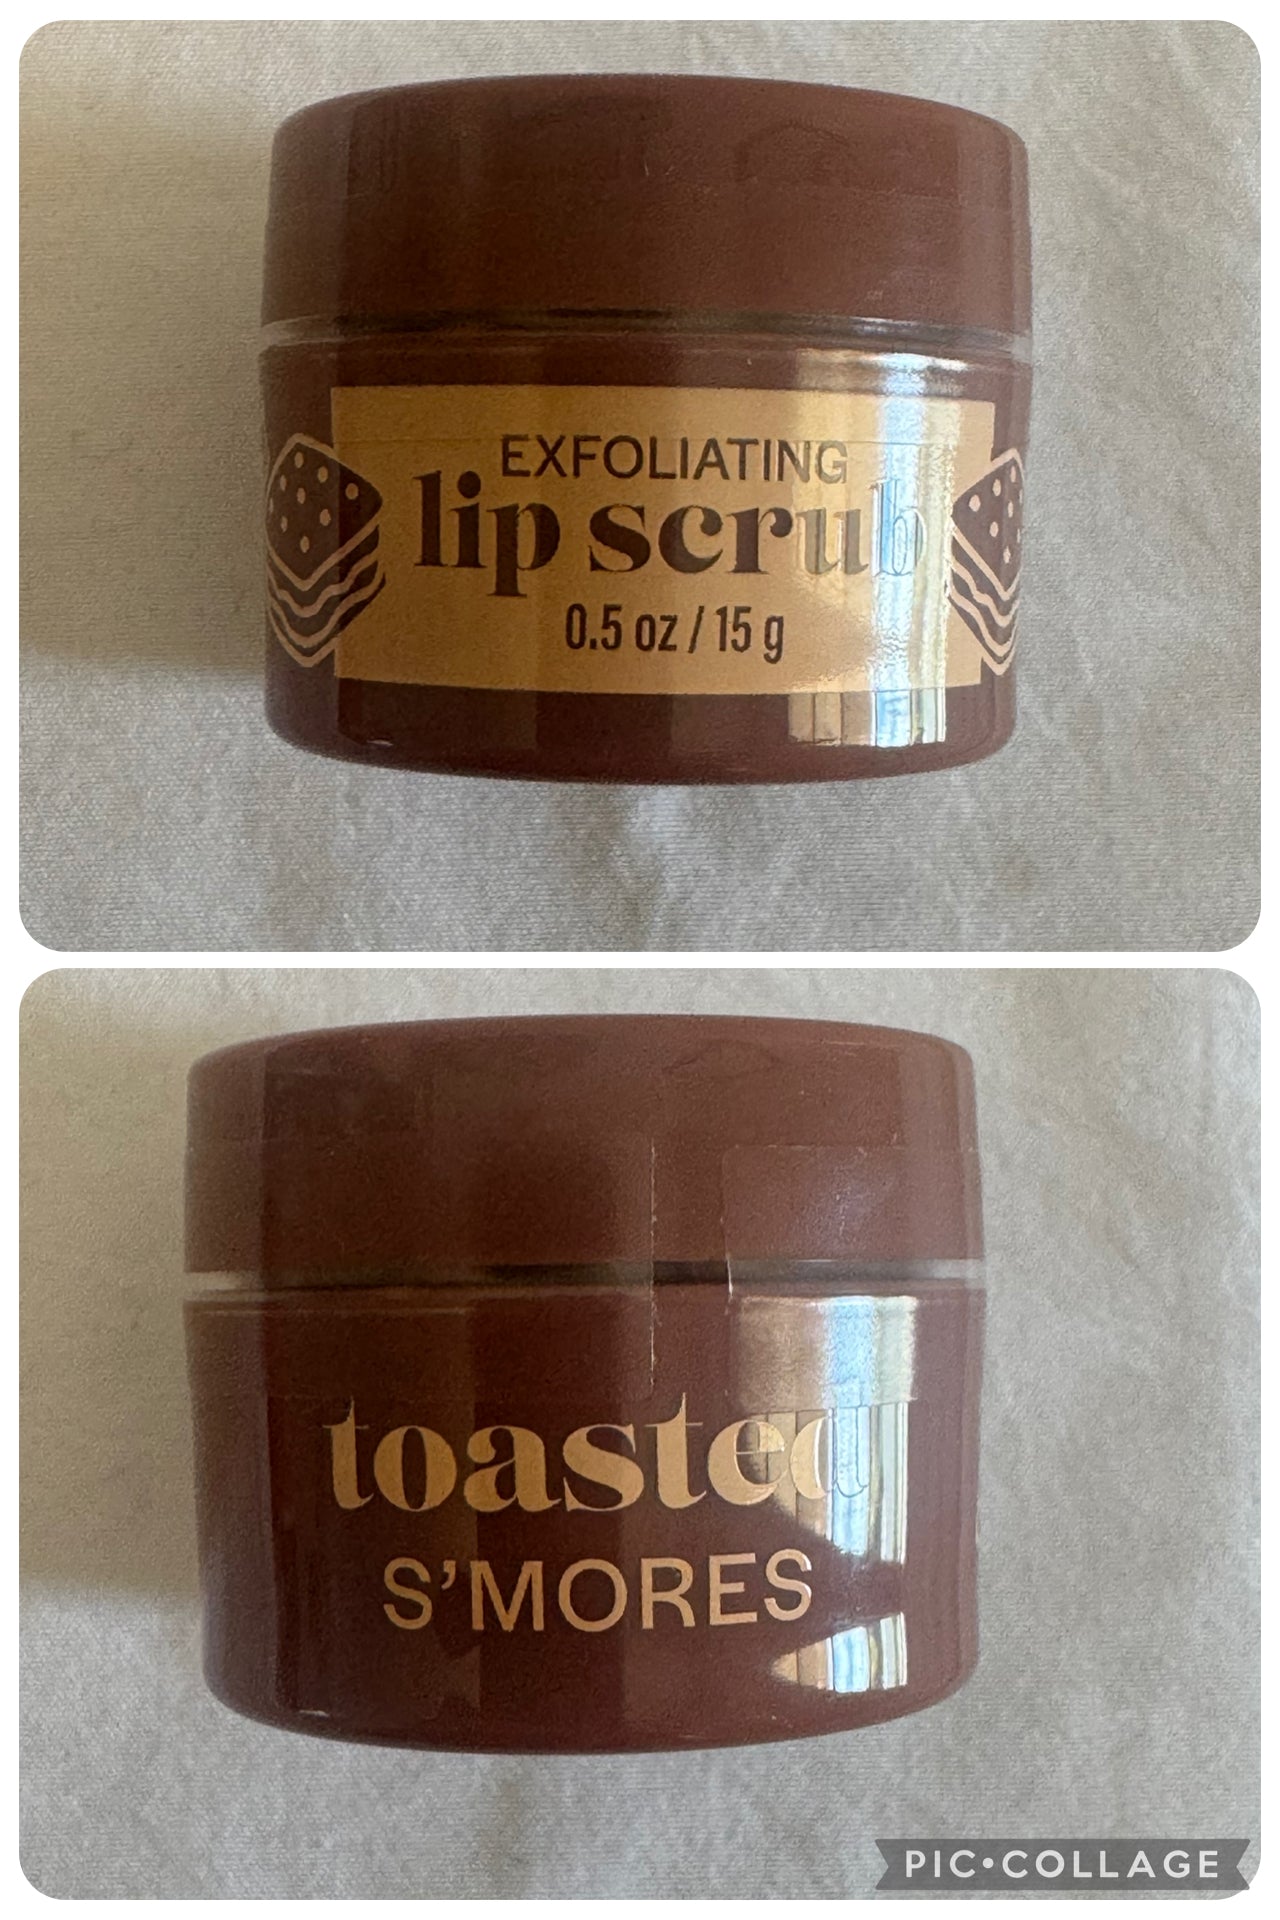 EXFOLIATING
lip scrub
0.5 oz / 15 g
toasted
S'MORES
PIC•COLLAGE